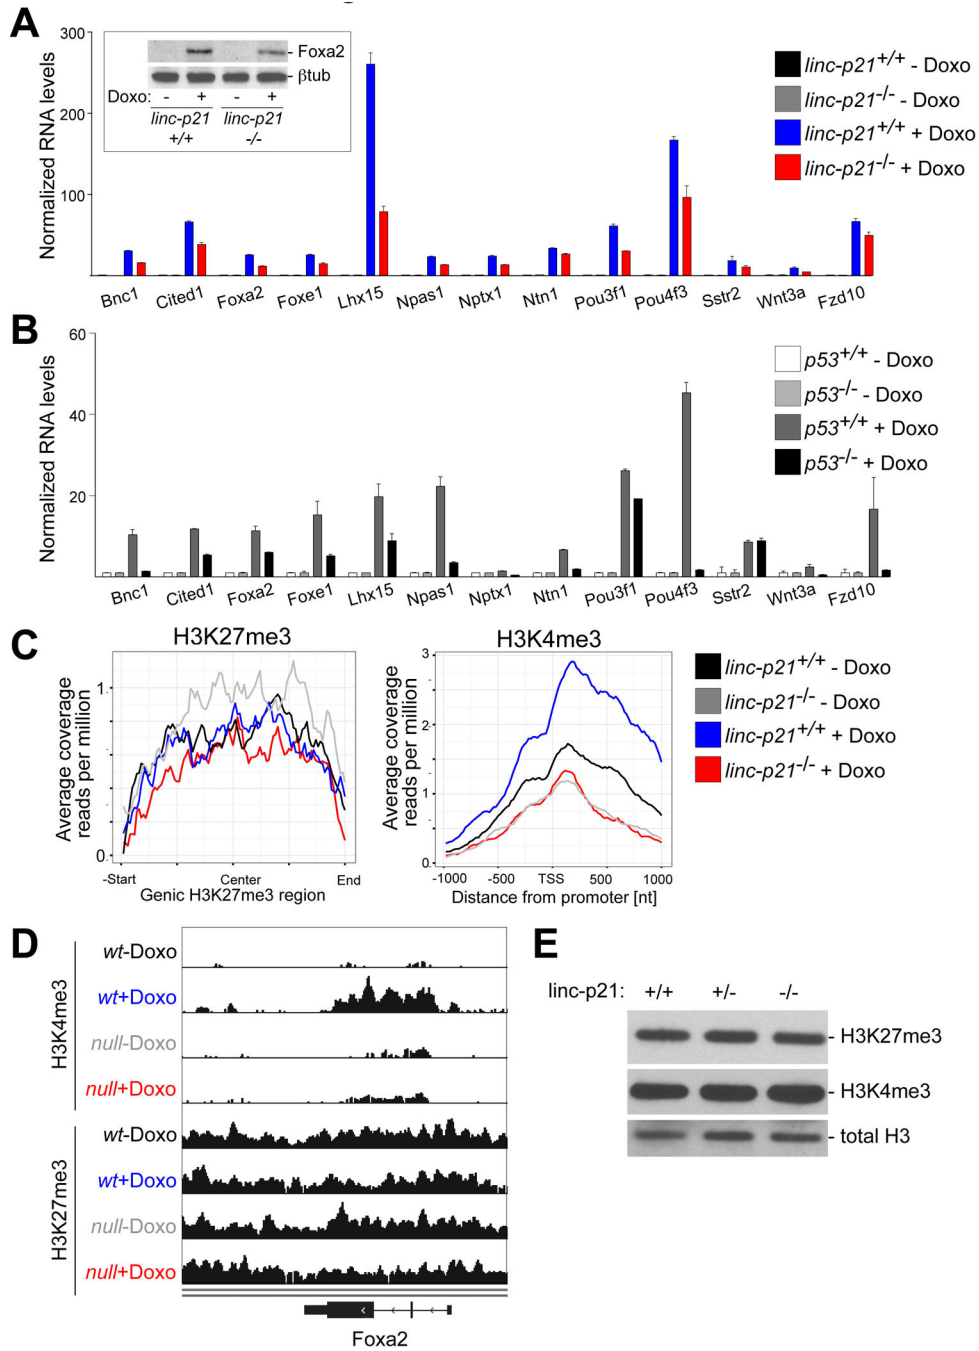 A
Normalized RNA levels
300
200
100
- Foxa2
- βtub
Doxo: - + - +
linc-p21 linc-p21
+/+ -/-
linc-p21+/+ - Doxo
linc-p21-/- - Doxo
linc-p21+/+ + Doxo
linc-p21-/- + Doxo
Bnc1 Cited1 Foxa2 Foxe1 Lhx15 Npas1 Nptx1 Ntn1 Pou3f1 Pou4f3 Sstr2 Wnt3a Fzd10
B
Normalized RNA levels
60
40
20
p53+/+ - Doxo
p53-/- - Doxo
p53+/+ + Doxo
p53-/- + Doxo
Bnc1 Cited1 Foxa2 Foxe1 Lhx15 Npas1 Nptx1 Ntn1 Pou3f1 Pou4f3 Sstr2 Wnt3a Fzd10
C
H3K27me3
Average coverage
reads per million
1.
0.
-Start Center End
Genic H3K27me3 region
H3K4me3
Average coverage
reads per million
3
2
1
0
-1000 -500 TSS 500 1000
Distance from promoter [nt]
linc-p21+/+ - Doxo
linc-p21-/- - Doxo
linc-p21+/+ + Doxo
linc-p21-/- + Doxo
D
H3K4me3
wt-Doxo
wt+Doxo
null-Doxo
null+Doxo
H3K27me3
wt-Doxo
wt+Doxo
null-Doxo
null+Doxo
Foxa2
E
linc-p21: +/+ +/- -/-
- H3K27me3
- H3K4me3
- total H3